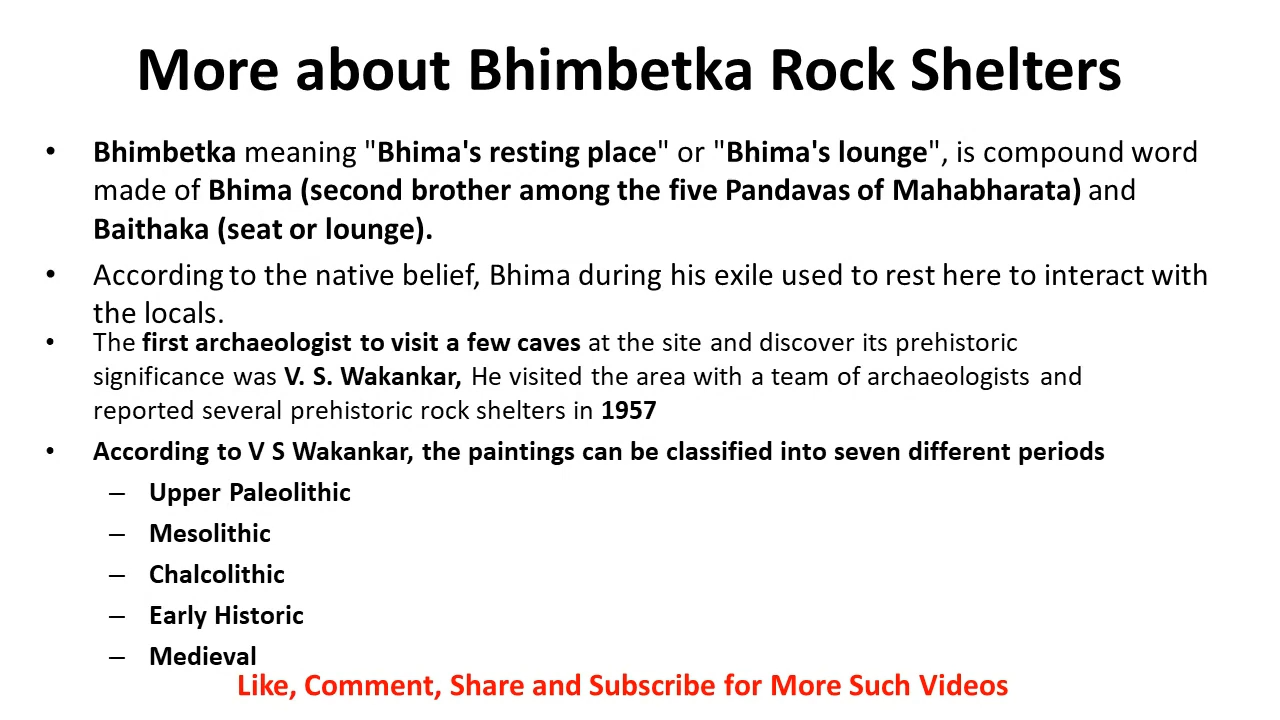 More about Bhimbetka Rock Shelters
• Bhimbetka meaning "Bhima's resting place" or "Bhima's lounge", is compound word
made of Bhima (second brother among the five Pandavas of Mahabharata) and
Baithaka (seat or lounge).
• According to the native belief, Bhima during his exile used to rest here to interact with
the locals.
• The first archaeologist to visit a few caves at the site and discover its prehistoric
significance was V. S. Wakankar, He visited the area with a team of archaeologists and
reported several prehistoric rock shelters in 1957
• According to V S Wakankar, the paintings can be classified into seven different periods
– Upper Paleolithic
– Mesolithic
– Chalcolithic
– Early Historic
– Medieval
Like, Comment, Share and Subscribe for More Such Videos